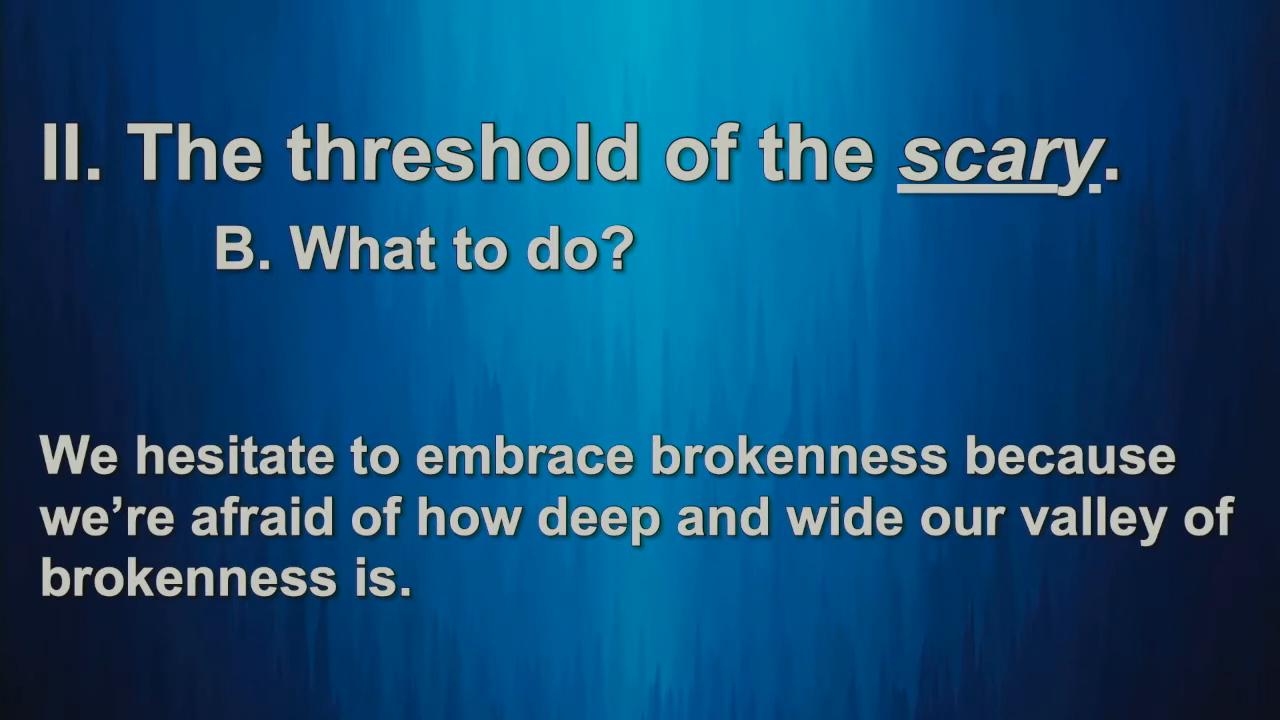 II. The threshold of the scary.
B. What to do?
We hesitate to embrace brokenness because
we’re afraid of how deep and wide our valley of
brokenness is.